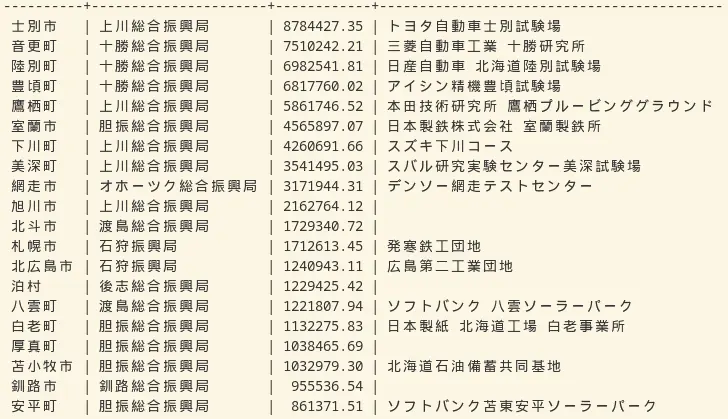 ----------+----------------------+------------+------------------------------------------
士別市 | 上川総合振興局 | 8784427.35 | トヨタ自動車士別試験場
音更町 | 十勝総合振興局 | 7510242.21 | 三菱自動車工業 十勝研究所
陸別町 | 十勝総合振興局 | 6982541.81 | 日産自動車 北海道陸別試験場
豊頃町 | 十勝総合振興局 | 6817760.02 | アイシン精機豊頃試験場
鷹栖町 | 上川総合振興局 | 5861746.52 | 本田技術研究所 鷹栖プルービンググラウンド
室蘭市 | 胆振総合振興局 | 4565897.07 | 日本製鉄株式会社 室蘭製鉄所
下川町 | 上川総合振興局 | 4260691.66 | スズキ下川コース
美深町 | 上川総合振興局 | 3541495.03 | スバル研究実験センター美深試験場
網走市 | オホーツク総合振興局 | 3171944.31 | デンソー網走テストセンター
旭川市 | 上川総合振興局 | 2162764.12 |
北斗市 | 渡島総合振興局 | 1729340.72 |
札幌市 | 石狩振興局 | 1712613.45 | 発寒鉄工団地
北広島市 | 石狩振興局 | 1240943.11 | 広島第二工業団地
泊村 | 後志総合振興局 | 1229425.42 |
八雲町 | 渡島総合振興局 | 1221807.94 | ソフトバンク 八雲ソーラーパーク
白老町 | 胆振総合振興局 | 1132275.83 | 日本製紙 北海道工場 白老事業所
厚真町 | 胆振総合振興局 | 1038465.69 |
苫小牧市 | 胆振総合振興局 | 1032979.30 | 北海道石油備蓄共同基地
釧路市 | 釧路総合振興局 | 955536.54 |
安平町 | 胆振総合振興局 | 861371.51 | ソフトバンク苫東安平ソーラーパーク